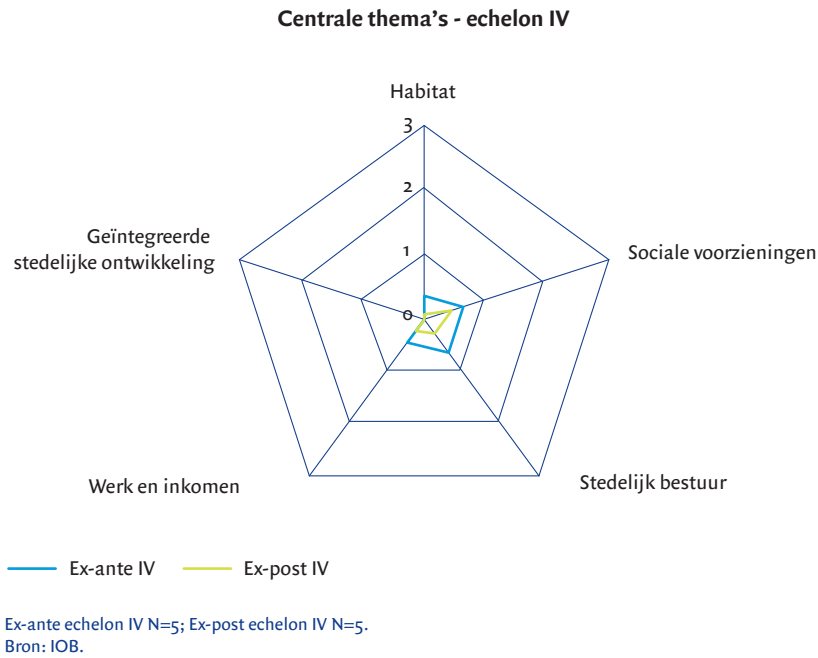 Centrale thema's - echelon IV
Habitat
3
2
1
0
Geïntegreerde
stedelijke ontwikkeling
Sociale voorzieningen
Werk en inkomen
Stedelijk bestuur
Ex-ante IV
Ex-post IV
Ex-ante echelon IV N=5; Ex-post echelon IV N=5.
Bron: IOB.